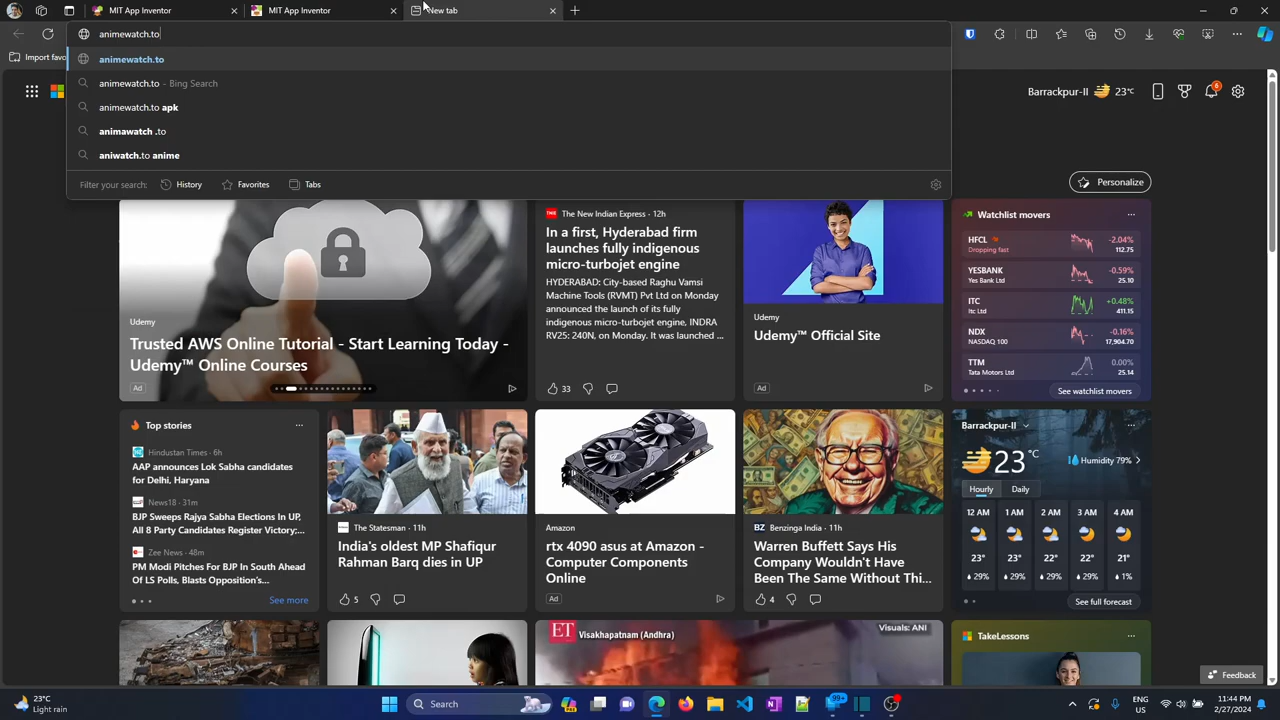 MIT App Inventor
MIT App Inventor
New tab
animewatch.to
Import favo
animewatch.to
animewatch.to – Bing Search
animewatch.to apk
animawatch .to
aniwatch.to anime
Filter your search:
History
Favorites
Tabs
Barrackpur-II
23°C
6
Personalize
Udemy
Trusted AWS Online Tutorial - Start Learning Today -
Udemy™ Online Courses
Ad
The New Indian Express · 12h
In a first, Hyderabad firm
launches fully indigenous
micro-turbojet engine
HYDERABAD: City-based Raghu Vamsi
Machine Tools (RVMT) Pvt Ltd on Monday
announced the launch of its fully
indigenous micro-turbojet engine, INDRA
RV25: 240N, on Monday. It was launched ...
33
Udemy
Udemy™ Official Site
Ad
Watchlist movers
HFCL
Dropping fast
-2.04%
112.75
YESBANK
Yes Bank Ltd
-0.59%
25.10
ITC
Itc Ltd
+0.48%
411.15
NDX
NASDAQ 100
-0.16%
17,904.70
TTM
Tata Motors Ltd
0.00%
25.14
See watchlist movers
Top stories
Hindustan Times · 6h
AAP announces Lok Sabha candidates
for Delhi, Haryana
News18 · 31m
BJP Sweeps Rajya Sabha Elections In UP,
All 8 Party Candidates Register Victory;...
Zee News · 48m
PM Modi Pitches For BJP In South Ahead
Of LS Polls, Blasts Opposition's...
See more
The Statesman · 11h
India's oldest MP Shafiqur
Rahman Barq dies in UP
5
Amazon
rtx 4090 asus at Amazon -
Computer Components
Online
Ad
BZ Benzinga India · 11h
Warren Buffett Says His
Company Wouldn't Have
Been The Same Without Thi...
4
Barrackpur-II
23°C
Humidity 79%
Hourly
Daily
12 AM 1 AM 2 AM 3 AM 4 AM
23° 23° 22° 22° 21°
29% 29% 29% 29% 1%
See full forecast
ET
Visakhapatnam (Andhra)
Visuals: ANI
TakeLessons
Feedback
23°C
Light rain
Search
99+
ENG
US
11:44 PM
2/27/2024